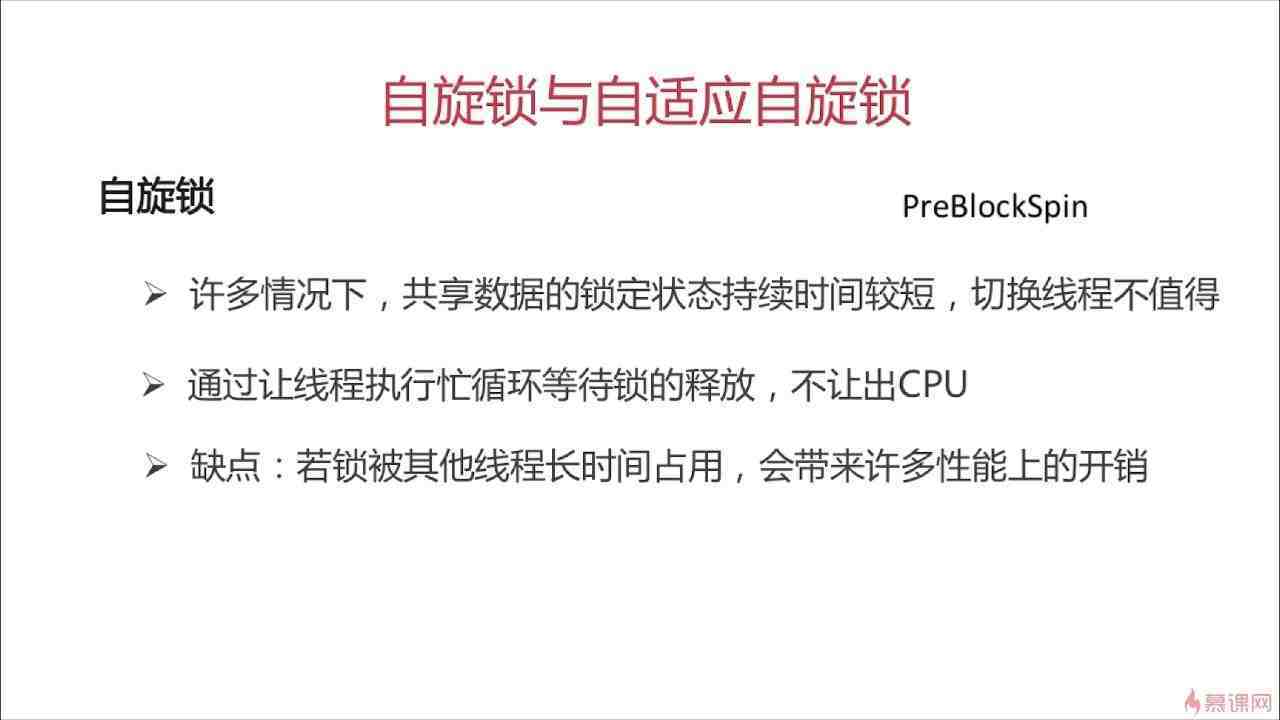 自旋锁与自适应自旋锁
自旋锁
PreBlockSpin
许多情况下，共享数据的锁定状态持续时间较短，切换线程不值得
通过让线程执行忙循环等待锁的释放，不让出CPU
缺点：若锁被其他线程长时间占用，会带来许多性能上的开销
慕课网